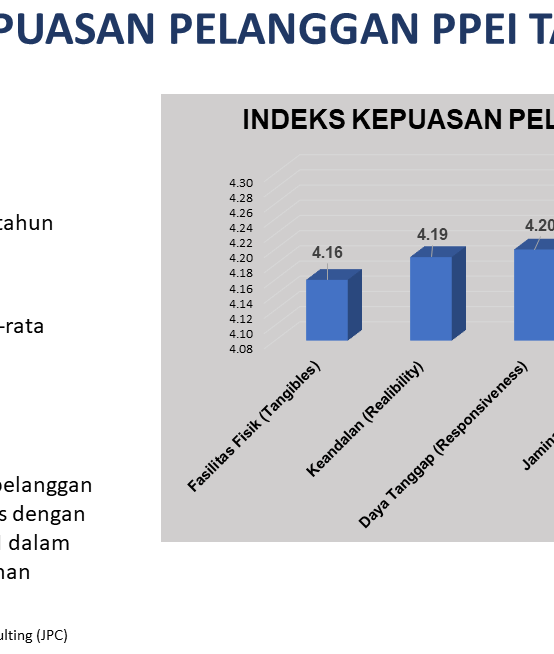 PUASAN PELANGGAN PPEI TA
tahun
-rata
pelanggan
s dengan
dalam
nan
ulting (JPC)
INDEKS KEPUASAN PEL
4.30
4.28
4.26
4.24
4.22
4.20
4.18
4.16
4.14
4.12
4.10
4.08
4.16
4.19
4.20
Fasilitas Fisik (Tangibles)
Keandalan (Realibility)
Daya Tanggap (Responsiveness)
Jamina